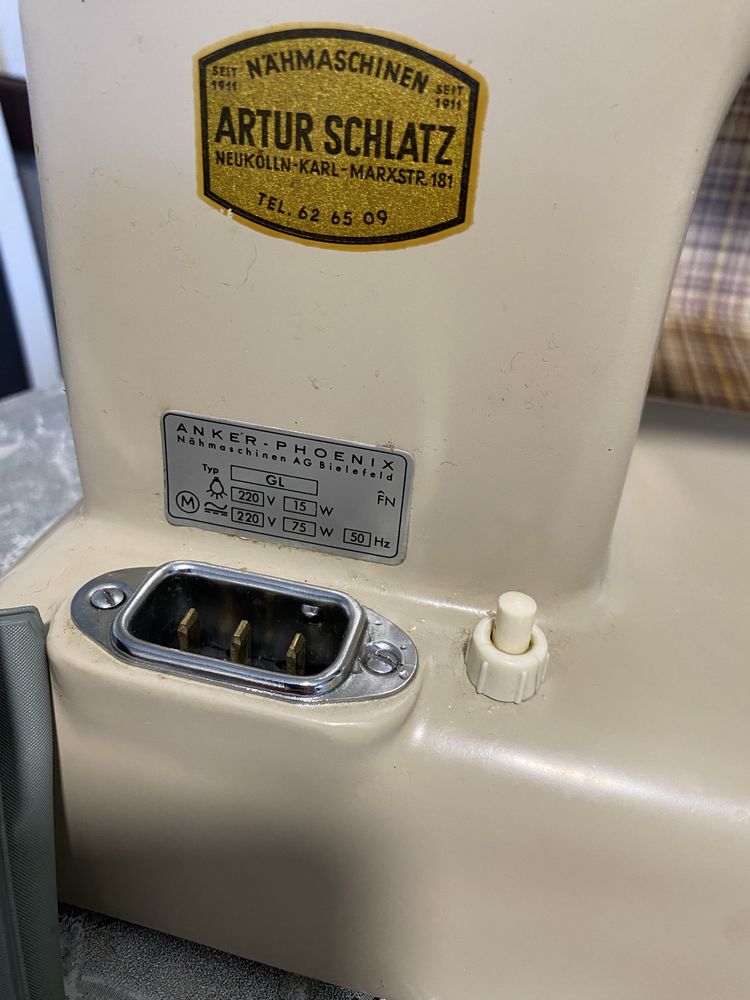 NÄHMASCHINEN
SEIT 1911
SEIT 1911
ARTUR SCHLATZ
NEUKÖLLN-KARL-MARXSTR. 181
TEL. 62 65 09
ANKER-PHOENIX
Nähmaschinen AG Bielefeld
Typ GL
220 V 15 W FN
M 220 V 75 W 50 Hz